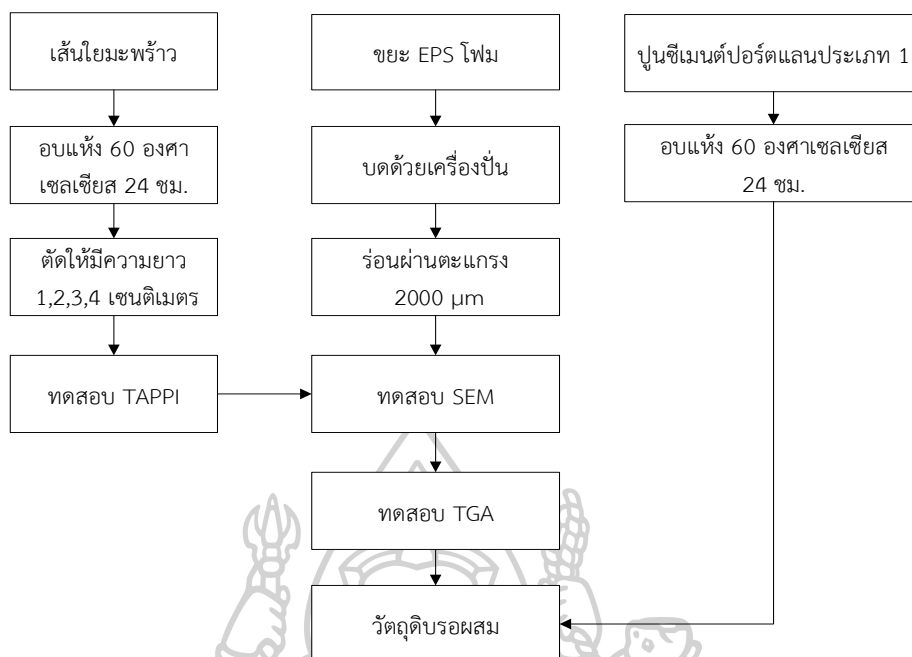 เส้นใยมะพร้าว
ขยะ EPS โฟม
ปูนซีเมนต์ปอร์ตแลนประเภท 1
อบแห้ง 60 องศา
เซลเซียส 24 ชม.
บดด้วยเครื่องปั่น
อบแห้ง 60 องศาเซลเซียส
24 ชม.
ตัดให้มีความยาว
1,2,3,4 เซนติเมตร
ร่อนผ่านตะแกรง
2000 µm
ทดสอบ TAPPI
ทดสอบ SEM
ทดสอบ TGA
วัตถุดิบรอผสม